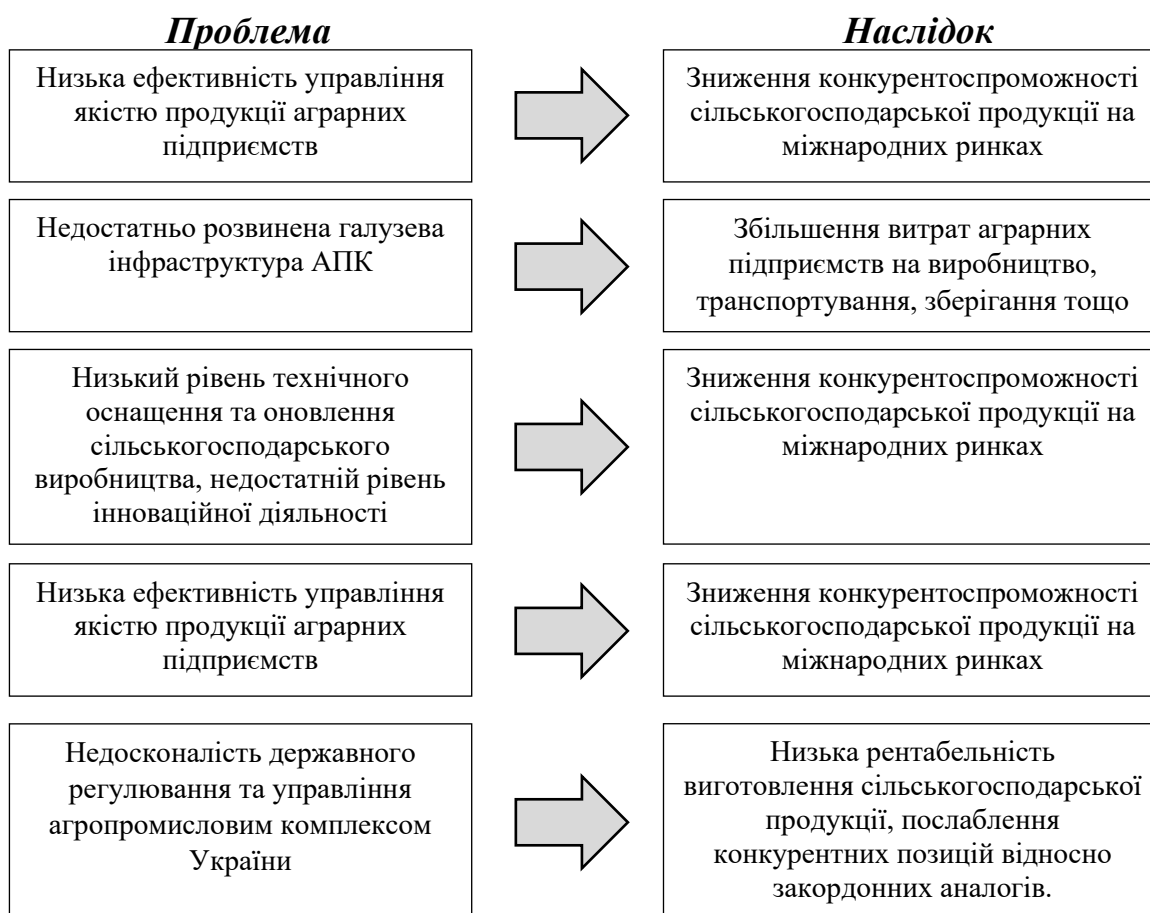 Проблема
Наслідок
Низька ефективність управління
якістю продукції аграрних
підприємств
Зниження конкурентоспроможності
сільськогосподарської продукції на
міжнародних ринках
Недостатньо розвинена галузева
інфраструктура АПК
Збільшення витрат аграрних
підприємств на виробництво,
транспортування, зберігання тощо
Низький рівень технічного
оснащення та оновлення
сільськогосподарського
виробництва, недостатній рівень
інноваційної діяльності
Зниження конкурентоспроможності
сільськогосподарської продукції на
міжнародних ринках
Низька ефективність управління
якістю продукції аграрних
підприємств
Зниження конкурентоспроможності
сільськогосподарської продукції на
міжнародних ринках
Недосконалість державного
регулювання та управління
агропромисловим комплексом
України
Низька рентабельність
виготовлення сільськогосподарської
продукції, послаблення
конкурентних позицій відносно
закордонних аналогів.